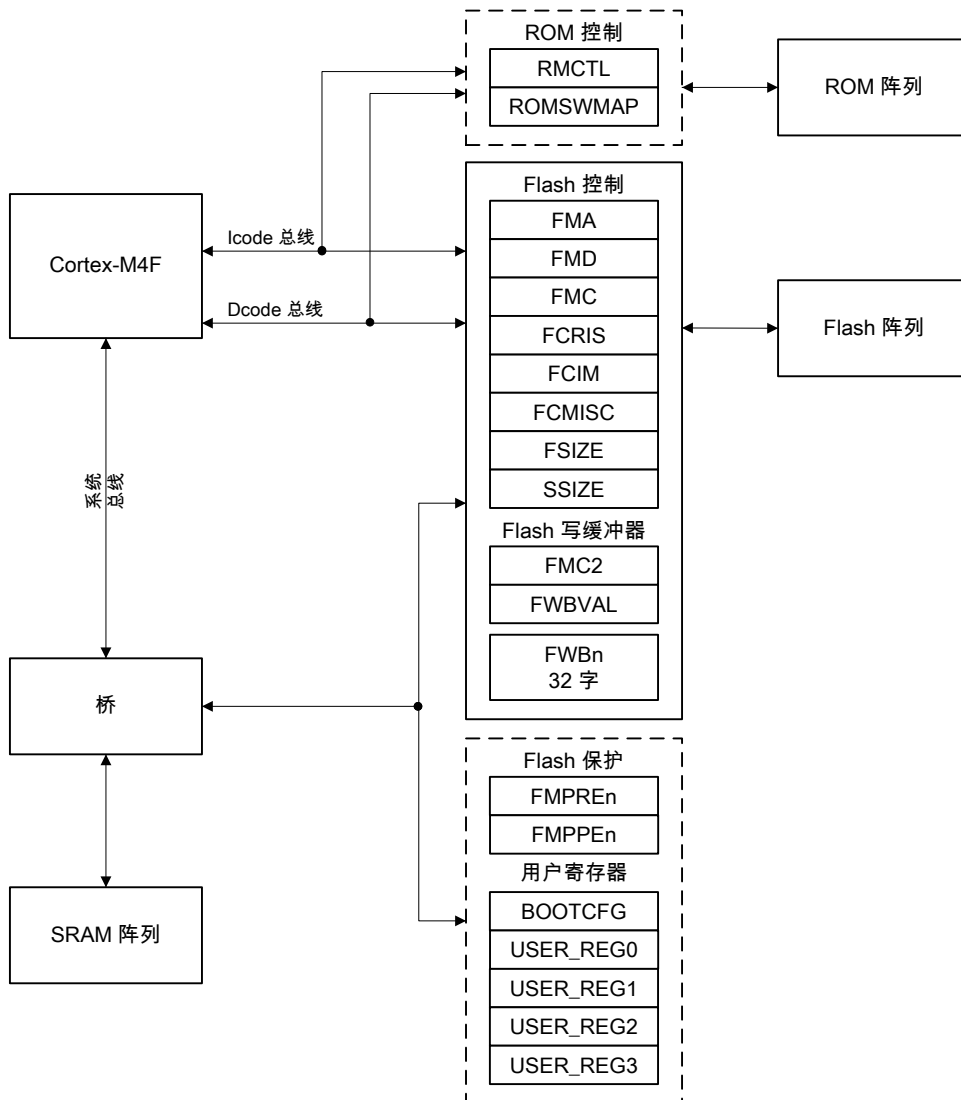 ROM 控制
RMCTL
ROMSWMAP
ROM 阵列
Flash 控制
FMA
FMD
FMC
FCRIS
FCIM
FCMISC
FSIZE
SSIZE
Flash 写缓冲器
FMC2
FWBVAL
FWBn
32 字
Cortex-M4F
Icode 总线
Dcode 总线
Flash 阵列
系统
总线
桥
SRAM 阵列
Flash 保护
FMPREn
FMPPEn
用户寄存器
BOOTCFG
USER_REG0
USER_REG1
USER_REG2
USER_REG3